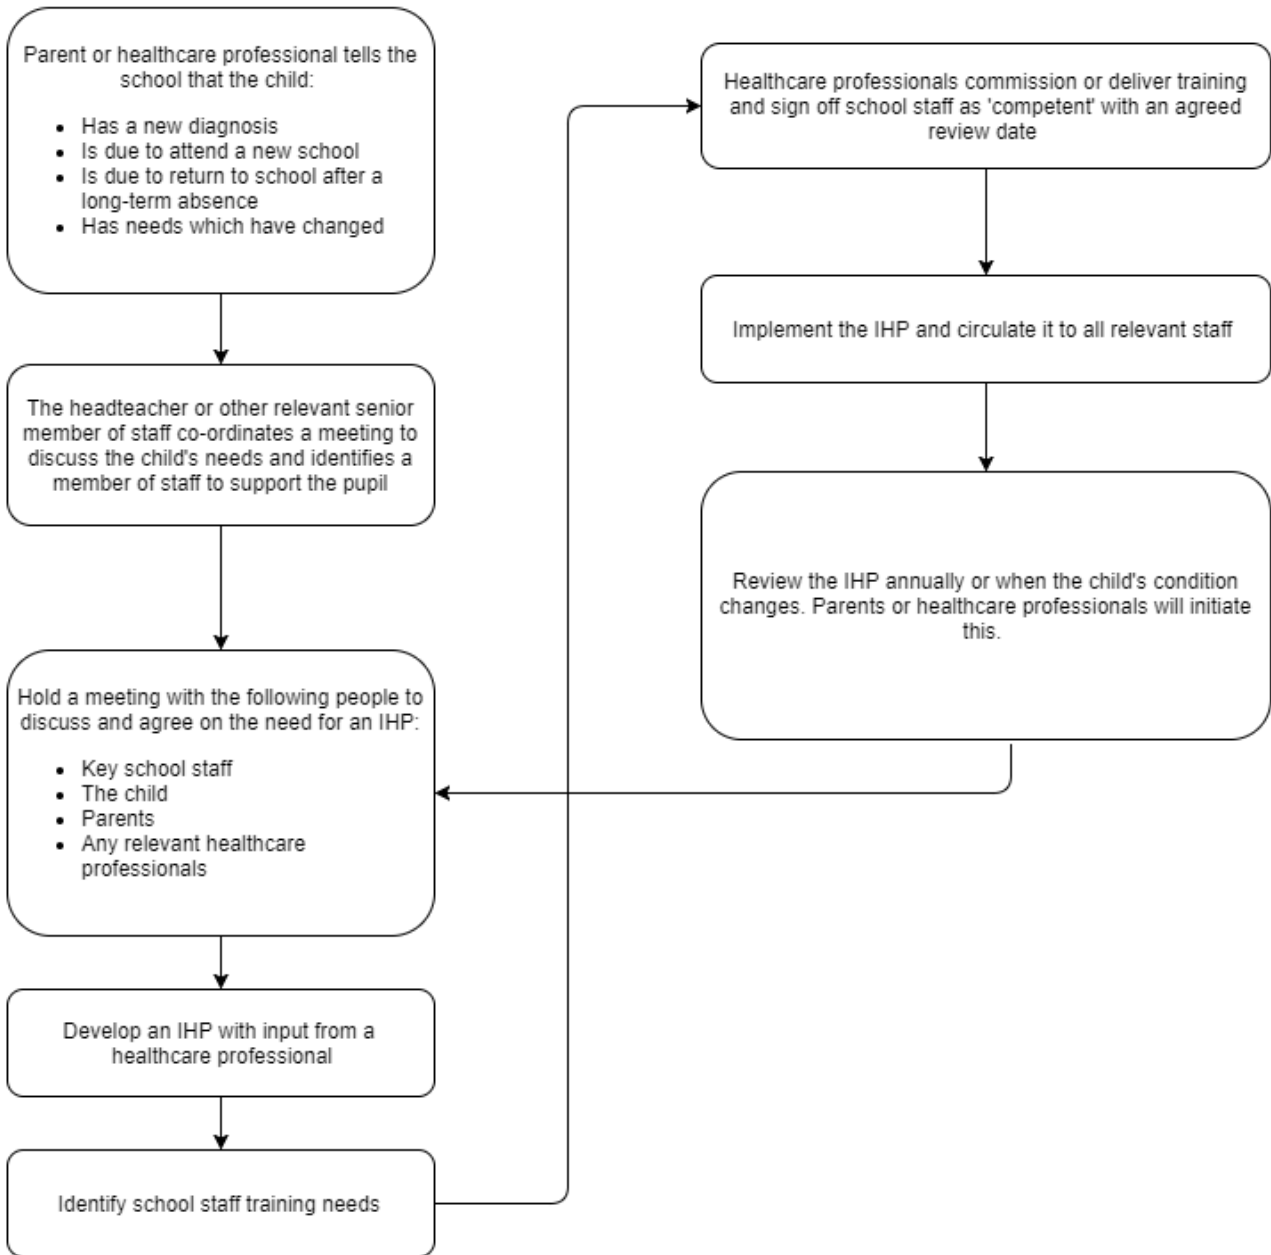 Parent or healthcare professional tells the
school that the child:
• Has a new diagnosis
• Is due to attend a new school
• Is due to return to school after a
long-term absence
• Has needs which have changed
The headteacher or other relevant senior
member of staff co-ordinates a meeting to
discuss the child's needs and identifies a
member of staff to support the pupil
Hold a meeting with the following people to
discuss and agree on the need for an IHP:
• Key school staff
• The child
• Parents
• Any relevant healthcare
professionals
Develop an IHP with input from a
healthcare professional
Identify school staff training needs
Healthcare professionals commission or deliver training
and sign off school staff as 'competent' with an agreed
review date
Implement the IHP and circulate it to all relevant staff
Review the IHP annually or when the child's condition
changes. Parents or healthcare professionals will initiate
this.